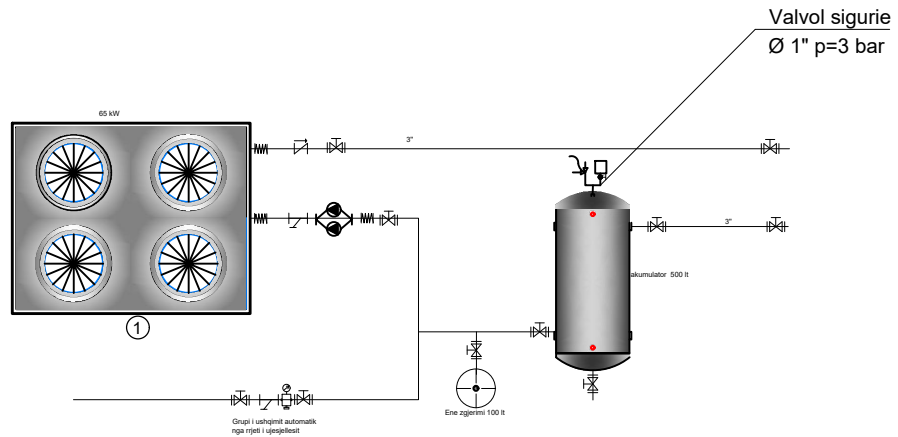 Valvol sigurie
Ø 1" p=3 bar
65 kW
3"
3"
akumulator 500 lt
1
Ene zgjerimi 100 lt
Grupi i ushqimit automatik
nga rrjeti i ujesjellesit